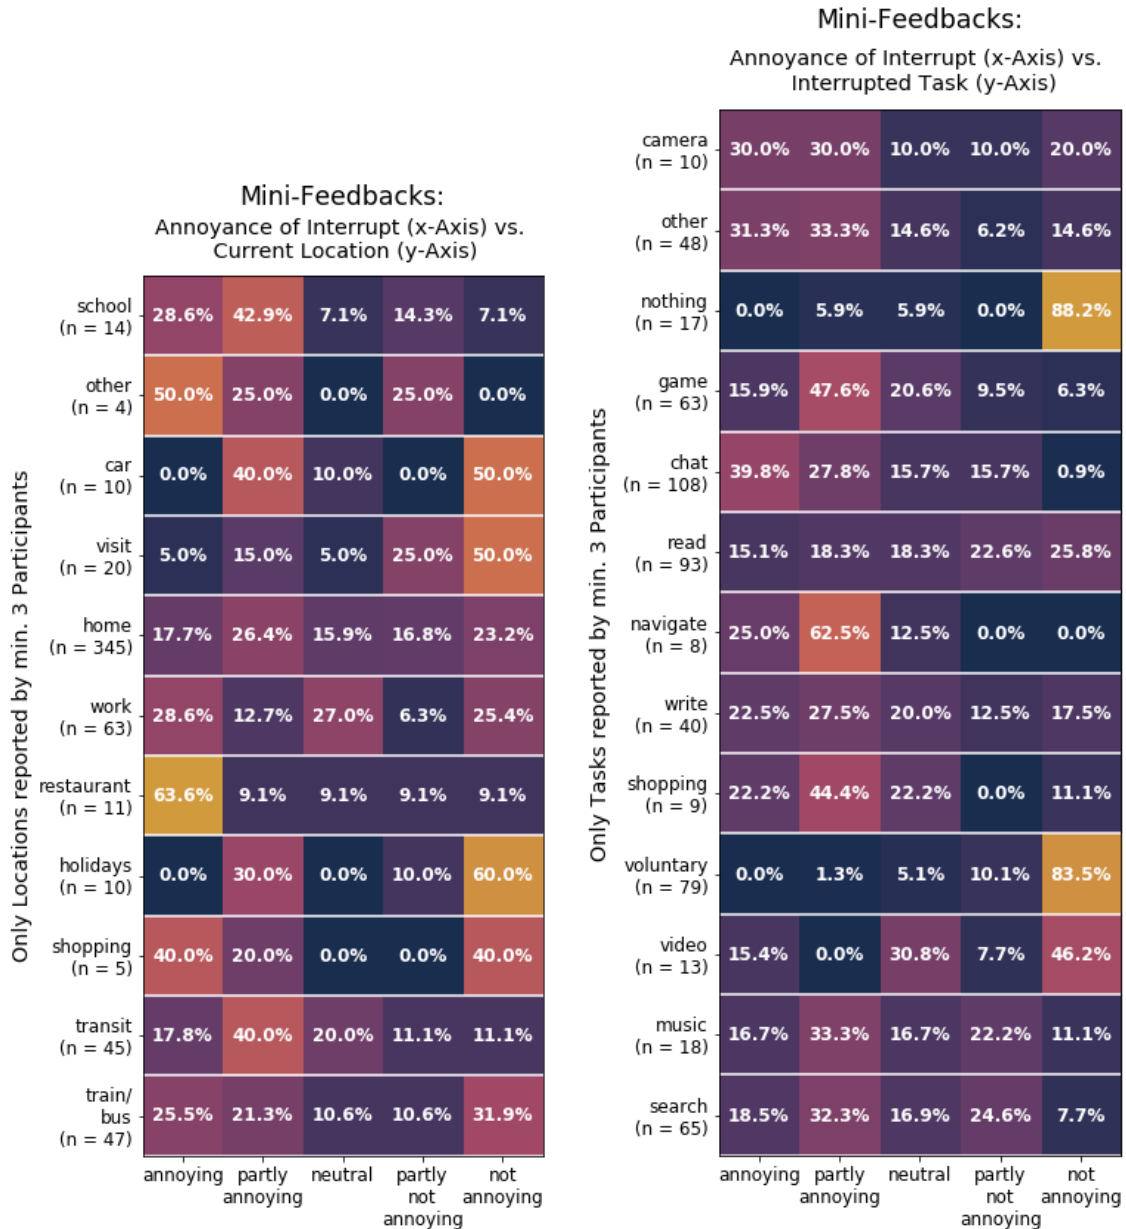 Mini-Feedbacks:
Annoyance of Interrupt (x-Axis) vs.
Current Location (y-Axis)
Only Locations reported by min. 3 Participants
school
(n = 14)
28.6% 42.9% 7.1% 14.3% 7.1%
other
(n = 4)
50.0% 25.0% 0.0% 25.0% 0.0%
car
(n = 10)
0.0% 40.0% 10.0% 0.0% 50.0%
visit
(n = 20)
5.0% 15.0% 5.0% 25.0% 50.0%
home
(n = 345)
17.7% 26.4% 15.9% 16.8% 23.2%
work
(n = 63)
28.6% 12.7% 27.0% 6.3% 25.4%
restaurant
(n = 11)
63.6% 9.1% 9.1% 9.1% 9.1%
holidays
(n = 10)
0.0% 30.0% 0.0% 10.0% 60.0%
shopping
(n = 5)
40.0% 20.0% 0.0% 0.0% 40.0%
transit
(n = 45)
17.8% 40.0% 20.0% 11.1% 11.1%
train/
bus
(n = 47)
25.5% 21.3% 10.6% 10.6% 31.9%
annoying
partly
annoying
neutral
partly
not
annoying
not
annoying
Mini-Feedbacks:
Annoyance of Interrupt (x-Axis) vs.
Interrupted Task (y-Axis)
Only Tasks reported by min. 3 Participants
camera
(n = 10)
30.0% 30.0% 10.0% 10.0% 20.0%
other
(n = 48)
31.3% 33.3% 14.6% 6.2% 14.6%
nothing
(n = 17)
0.0% 5.9% 5.9% 0.0% 88.2%
game
(n = 63)
15.9% 47.6% 20.6% 9.5% 6.3%
chat
(n = 108)
39.8% 27.8% 15.7% 15.7% 0.9%
read
(n = 93)
15.1% 18.3% 18.3% 22.6% 25.8%
navigate
(n = 8)
25.0% 62.5% 12.5% 0.0% 0.0%
write
(n = 40)
22.5% 27.5% 20.0% 12.5% 17.5%
shopping
(n = 9)
22.2% 44.4% 22.2% 0.0% 11.1%
voluntary
(n = 79)
0.0% 1.3% 5.1% 10.1% 83.5%
video
(n = 13)
15.4% 0.0% 30.8% 7.7% 46.2%
music
(n = 18)
16.7% 33.3% 16.7% 22.2% 11.1%
search
(n = 65)
18.5% 32.3% 16.9% 24.6% 7.7%
annoying
partly
annoying
neutral
partly
not
annoying
not
annoying